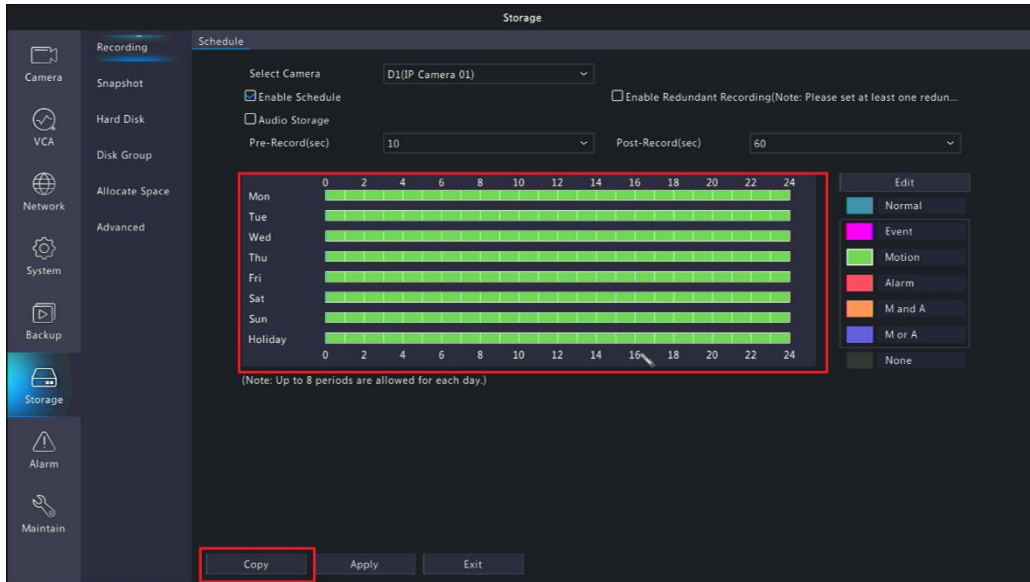 Storage
Camera
VCA
Network
System
Backup
Storage
Alarm
Maintain
Recording
Snapshot
Hard Disk
Disk Group
Allocate Space
Advanced
Schedule
Select Camera D1(IP Camera 01)
Enable Schedule Enable Redundant Recording(Note: Please set at least one redun...
Audio Storage
Pre-Record(sec) 10 Post-Record(sec) 60
0 2 4 6 8 10 12 14 16 18 20 22 24
Mon
Tue
Wed
Thu
Fri
Sat
Sun
Holiday
0 2 4 6 8 10 12 14 16 18 20 22 24
(Note: Up to 8 periods are allowed for each day.)
Edit
Normal
Event
Motion
Alarm
M and A
M or A
None
Copy Apply Exit